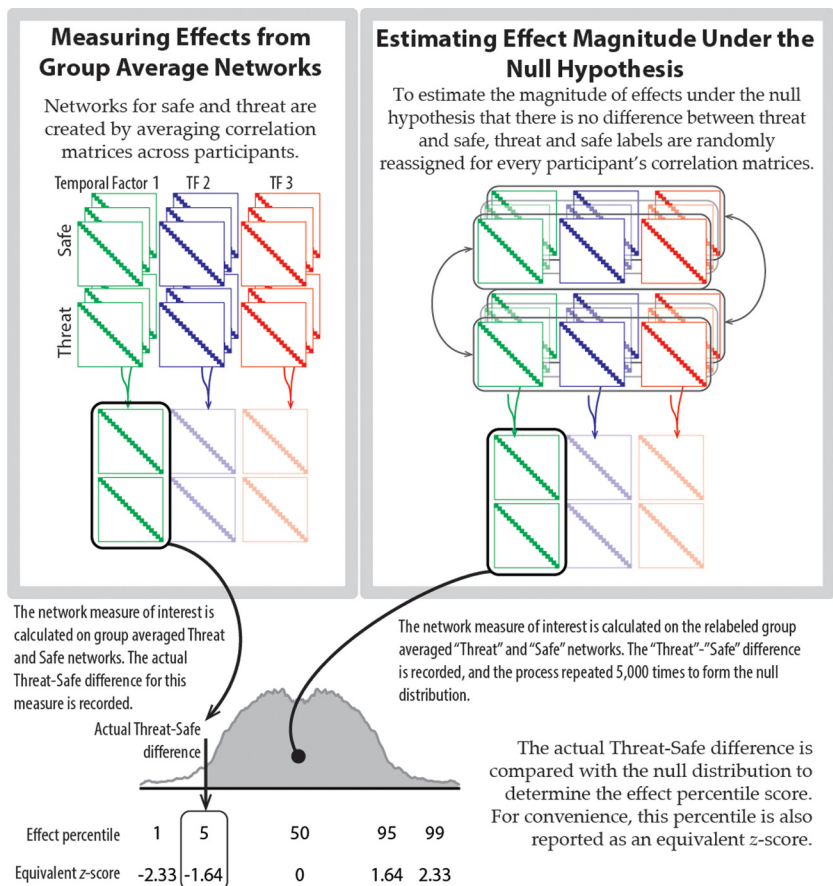 Measuring Effects from
Group Average Networks
Networks for safe and threat are
created by averaging correlation
matrices across participants.
Temporal Factor 1 TF 2 TF 3
Safe
Threat
Estimating Effect Magnitude Under the
Null Hypothesis
To estimate the magnitude of effects under the null
hypothesis that there is no difference between threat
and safe, threat and safe labels are randomly
reassigned for every participant's correlation matrices.
The network measure of interest is
calculated on group averaged Threat
and Safe networks. The actual
Threat-Safe difference for this
measure is recorded.
The network measure of interest is calculated on the relabeled group
averaged "Threat" and "Safe" networks. The "Threat"-"Safe" difference
is recorded, and the process repeated 5,000 times to form the null
distribution.
Actual Threat-Safe
difference
The actual Threat-Safe difference is
compared with the null distribution to
determine the effect percentile score.
For convenience, this percentile is also
reported as an equivalent z-score.
Effect percentile 1 5 50 95 99
Equivalent z-score -2.33 -1.64 0 1.64 2.33